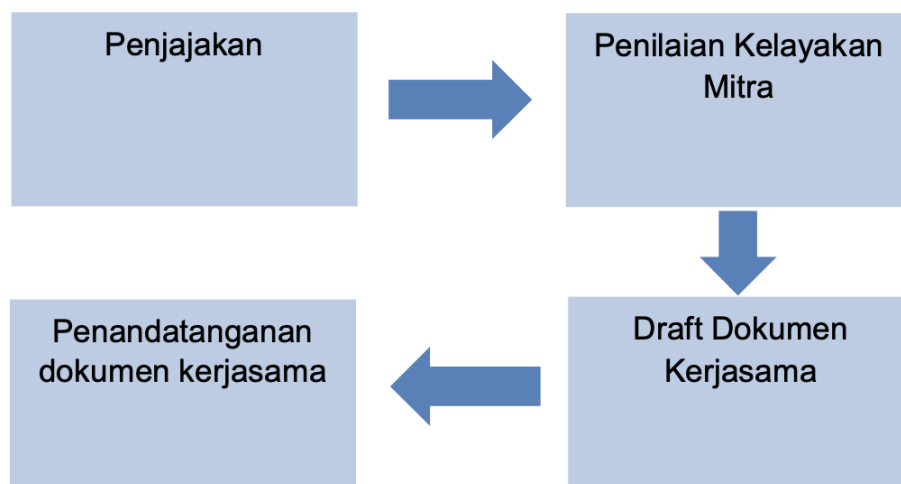 Penjajakan
Penilaian Kelayakan
Mitra
Draft Dokumen
Kerjasama
Penandatanganan
dokumen kerjasama